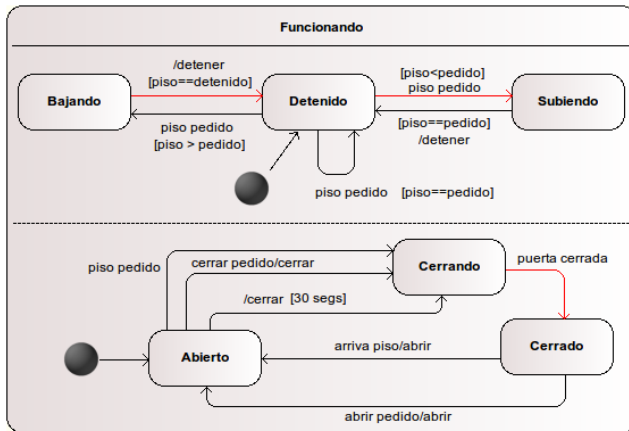 Funcionando
/detener
[piso==detenido]
[piso<pedido]
piso pedido
Bajando
Detenido
Subiendo
piso pedido
[piso > pedido]
[piso==pedido]
/detener
piso pedido [piso==pedido]
piso pedido
cerrar pedido/cerrar
Cerrando
puerta cerrada
/cerrar [30 segs]
Abierto
arriva piso/abrir
Cerrado
abrir pedido/abrir